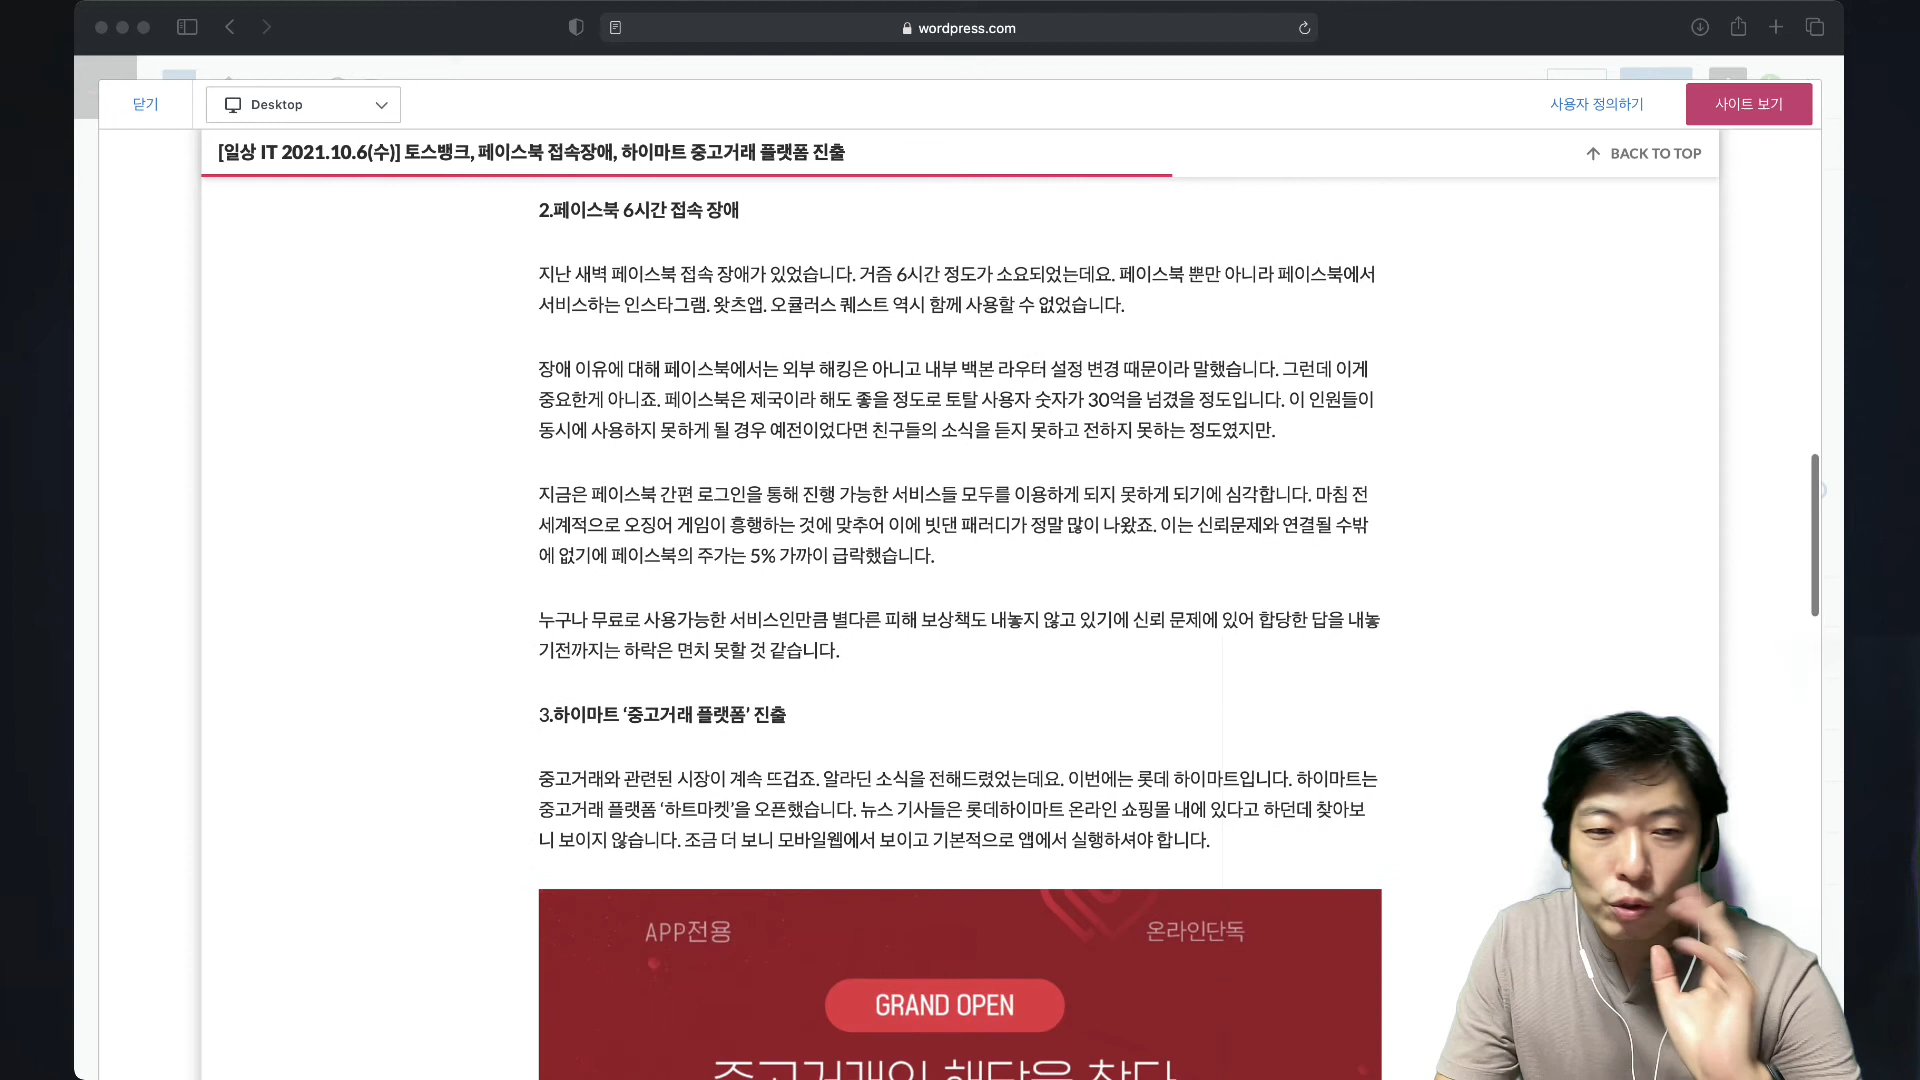 wordpress.com
닫기
Desktop
사용자 정의하기
사이트 보기
[일상 IT 2021.10.6(수)] 토스뱅크, 페이스북 접속장애, 하이마트 중고거래 플랫폼 진출
BACK TO TOP
2.페이스북 6시간 접속 장애
지난 새벽 페이스북 접속 장애가 있었습니다. 거즘 6시간 정도가 소요되었는데요. 페이스북 뿐만 아니라 페이스북에서
서비스하는 인스타그램. 왓츠앱. 오큘러스 퀘스트 역시 함께 사용할 수 없었습니다.
장애 이유에 대해 페이스북에서는 외부 해킹은 아니고 내부 백본 라우터 설정 변경 때문이라 말했습니다. 그런데 이게
중요한게 아니죠. 페이스북은 제국이라 해도 좋을 정도로 토탈 사용자 숫자가 30억을 넘겼을 정도입니다. 이 인원들이
동시에 사용하지 못하게 될 경우 예전이었다면 친구들의 소식을 듣지 못하고 전하지 못하는 정도였지만.
지금은 페이스북 간편 로그인을 통해 진행 가능한 서비스들 모두를 이용하게 되지 못하게 되기에 심각합니다. 마침 전
세계적으로 오징어 게임이 흥행하는 것에 맞추어 이에 빗댄 패러디가 정말 많이 나왔죠. 이는 신뢰문제와 연결될 수밖
에 없기에 페이스북의 주가는 5% 가까이 급락했습니다.
누구나 무료로 사용가능한 서비스인만큼 별다른 피해 보상책도 내놓지 않고 있기에 신뢰 문제에 있어 합당한 답을 내놓
기전까지는 하락은 면치 못할 것 같습니다.
3.하이마트 ‘중고거래 플랫폼’ 진출
중고거래와 관련된 시장이 계속 뜨겁죠. 알라딘 소식을 전해드렸었는데요. 이번에는 롯데 하이마트입니다. 하이마트는
중고거래 플랫폼 ‘하트마켓’을 오픈했습니다. 뉴스 기사들은 롯데하이마트 온라인 쇼핑몰 내에 있다고 하던데 찾아보
니 보이지 않습니다. 조금 더 보니 모바일웹에서 보이고 기본적으로 앱에서 실행하셔야 합니다.
APP전용
온라인단독
GRAND OPEN
중고거래의 해답을 찾다